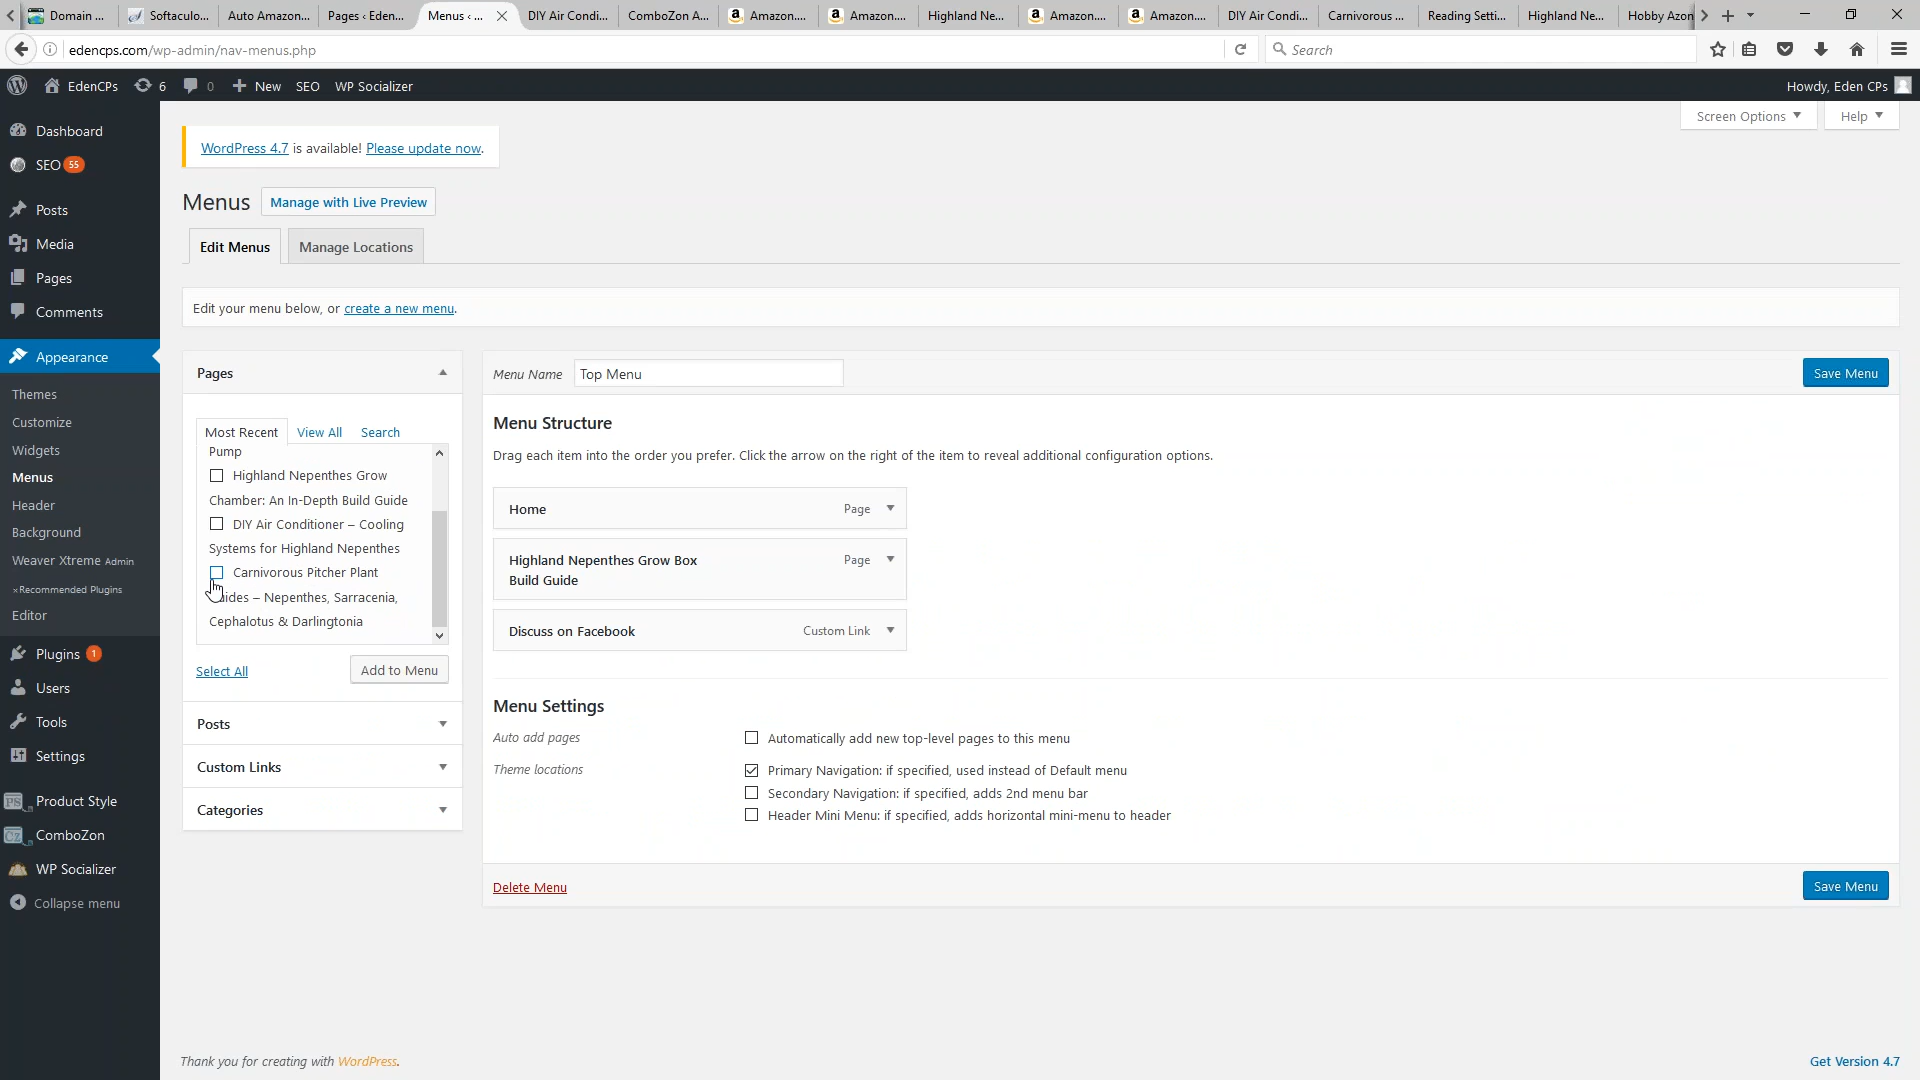 Domain ...
Softaculo...
Auto Amazon...
Pages ‹ Eden...
Menus ‹ ...
DIY Air Condi...
ComboZon A...
Amazon....
Amazon....
Highland Ne...
Amazon....
Amazon....
DIY Air Condi...
Carnivorous ...
Reading Setti...
Highland Ne...
Hobby Azon
edencps.com/wp-admin/nav-menus.php
Search
EdenCPs
6
0
New
SEO
WP Socializer
Howdy, Eden CPs
Screen Options
Help
Dashboard
SEO 55
Posts
Media
Pages
Comments
Appearance
Themes
Customize
Widgets
Menus
Header
Background
Weaver Xtreme Admin
×Recommended Plugins
Editor
Plugins 1
Users
Tools
Settings
Product Style
ComboZon
WP Socializer
Collapse menu
WordPress 4.7 is available! Please update now.
Menus
Manage with Live Preview
Edit Menus
Manage Locations
Edit your menu below, or create a new menu.
Pages
Most Recent
View All
Search
Pump
Highland Nepenthes Grow
Chamber: An In-Depth Build Guide
DIY Air Conditioner – Cooling
Systems for Highland Nepenthes
Carnivorous Pitcher Plant
– Nepenthes, Sarracenia,
Cephalotus & Darlingtonia
Select All
Add to Menu
Posts
Custom Links
Categories
Menu Name
Top Menu
Save Menu
Menu Structure
Drag each item into the order you prefer. Click the arrow on the right of the item to reveal additional configuration options.
Home
Page
Highland Nepenthes Grow Box
Build Guide
Page
Discuss on Facebook
Custom Link
Menu Settings
Auto add pages
Automatically add new top-level pages to this menu
Theme locations
Primary Navigation: if specified, used instead of Default menu
Secondary Navigation: if specified, adds 2nd menu bar
Header Mini Menu: if specified, adds horizontal mini-menu to header
Delete Menu
Save Menu
Thank you for creating with WordPress.
Get Version 4.7